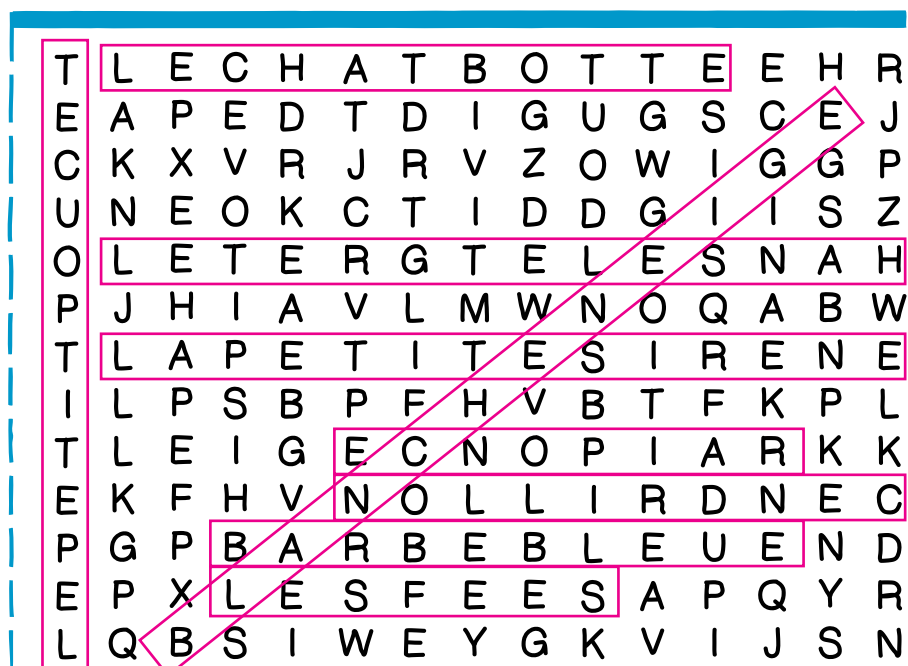 T L E C H A T B O T T E E H R
E A P E D T D I G U G S C E J
C K X V R J R V Z O W I G G P
U N E O K C T I D D G I I S Z
O L E T E R G T E L E S N A H
P J H I A V L M W N O Q A B W
T L A P E T I T E S I R E N E
I L P S B P F H V B T F K P L
T L E I G E C N O P I A R K K
E K F H V N O L L I R D N E C
P G P B A R B E B L E U E N D
E P X L E S F E E S A P Q Y R
L Q B S I W E Y G K V I J S N